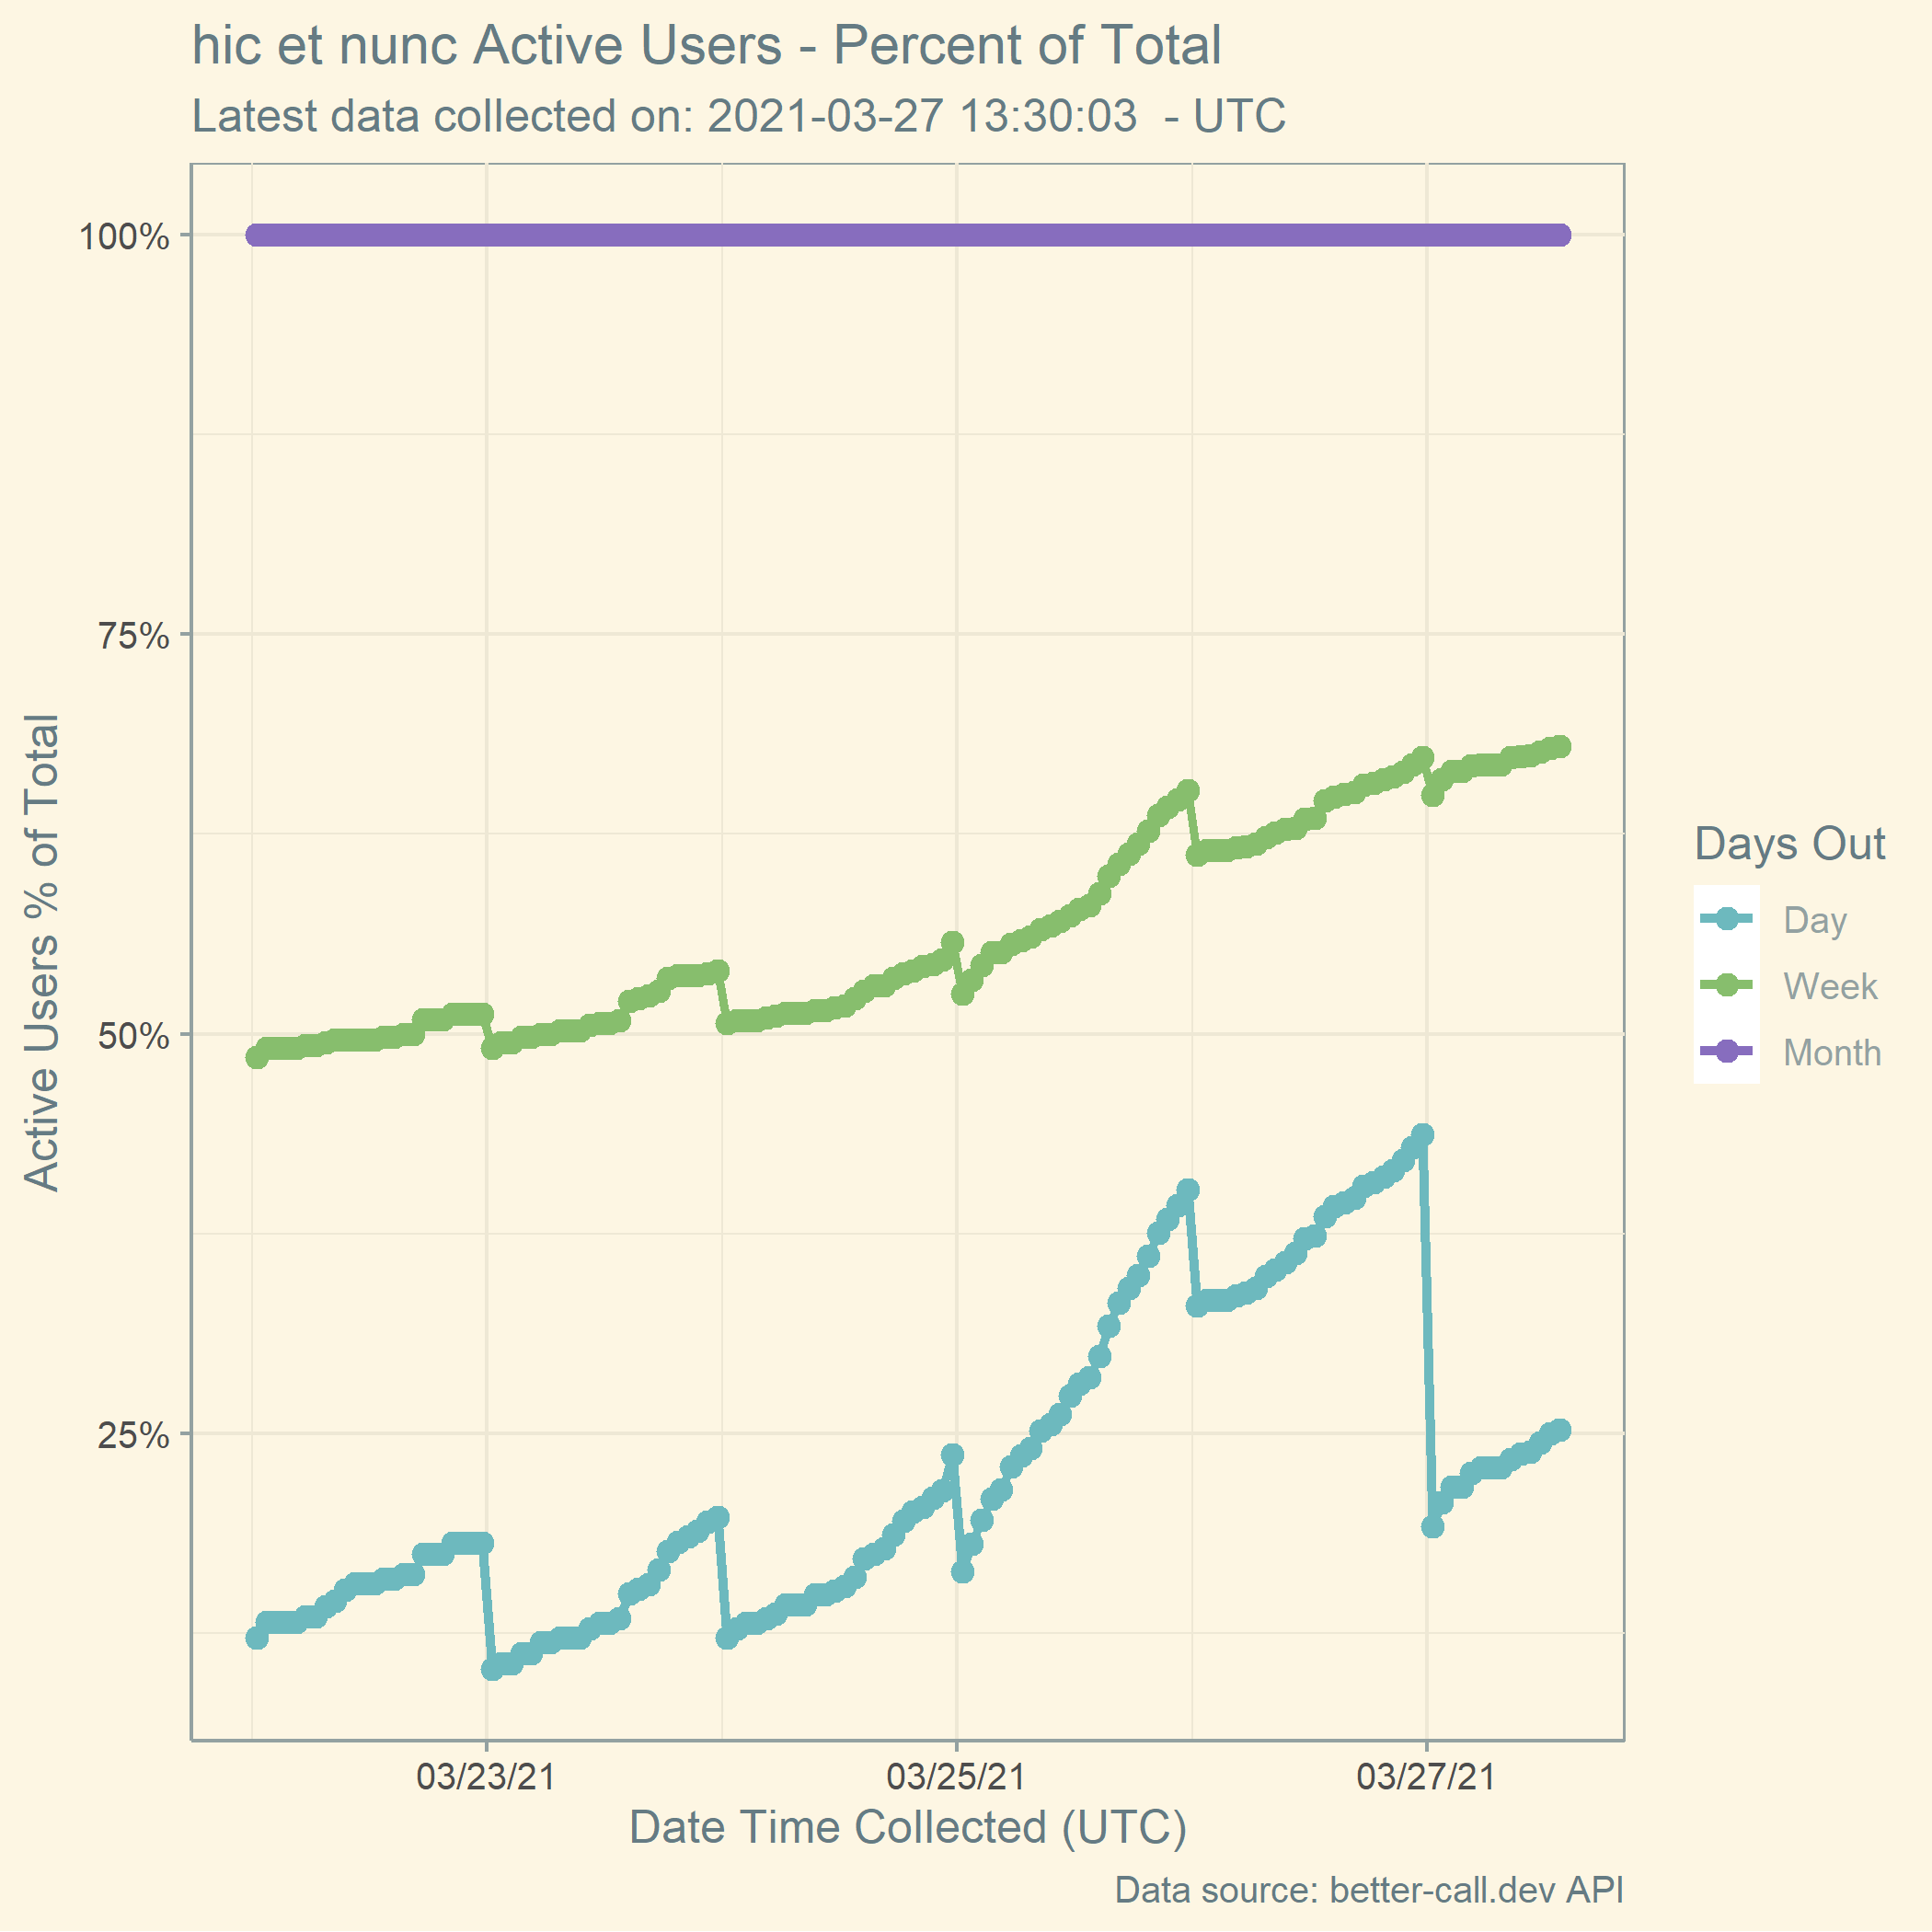 hic et nunc Active Users - Percent of Total
Latest data collected on: 2021-03-27 13:30:03  - UTC
Active Users % of Total
100%
75%
50%
25%
03/23/21
03/25/21
03/27/21
Date Time Collected (UTC)
Days Out
Day
Week
Month
Data source: better-call.dev API